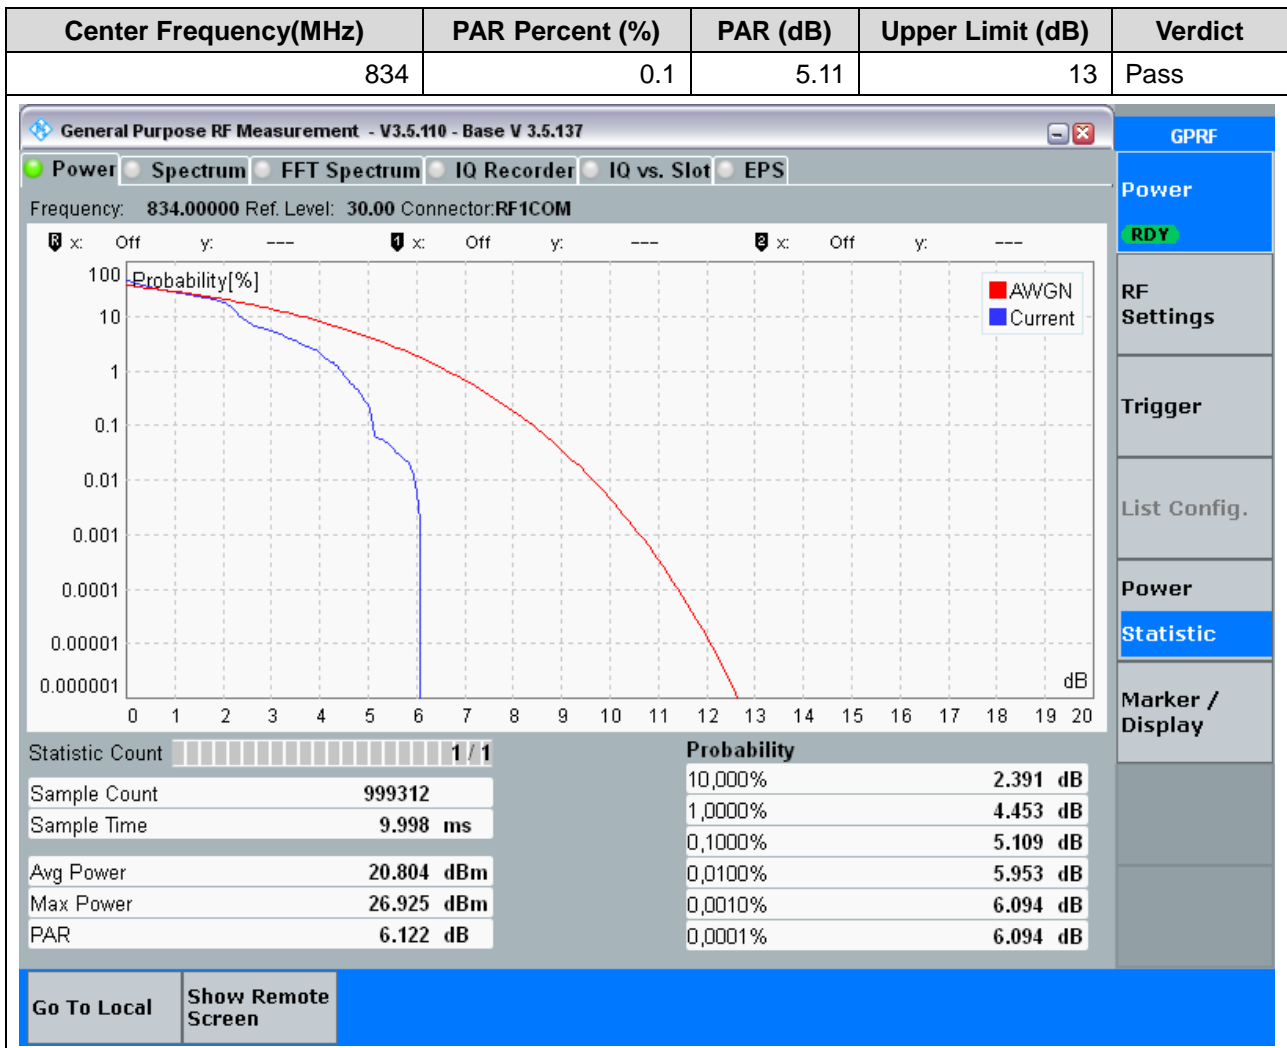 Center Frequency(MHz) PAR Percent (%) PAR (dB) Upper Limit (dB) Verdict
834 0.1 5.11 13 Pass
General Purpose RF Measurement - V3.5.110 - Base V 3.5.137
GPRF
Power Spectrum FFT Spectrum IQ Recorder IQ vs. Slot EPS
Power
RDY
Frequency: 834.00000 Ref. Level: 30.00 Connector:RF1COM
R x: Off y: --- 1 x: Off y: --- 2 x: Off y: ---
100 Probability[%]
AWGN
Current
10
1
0.1
0.01
0.001
0.0001
0.00001
0.000001
dB
0 1 2 3 4 5 6 7 8 9 10 11 12 13 14 15 16 17 18 19 20
RF
Settings
Trigger
List Config.
Power
Statistic
Marker /
Display
Statistic Count 1 / 1
Sample Count 999312
Sample Time 9.998 ms
Avg Power 20.804 dBm
Max Power 26.925 dBm
PAR 6.122 dB
Probability
10,000% 2.391 dB
1,0000% 4.453 dB
0,1000% 5.109 dB
0,0100% 5.953 dB
0,0010% 6.094 dB
0,0001% 6.094 dB
Go To Local
Show Remote
Screen